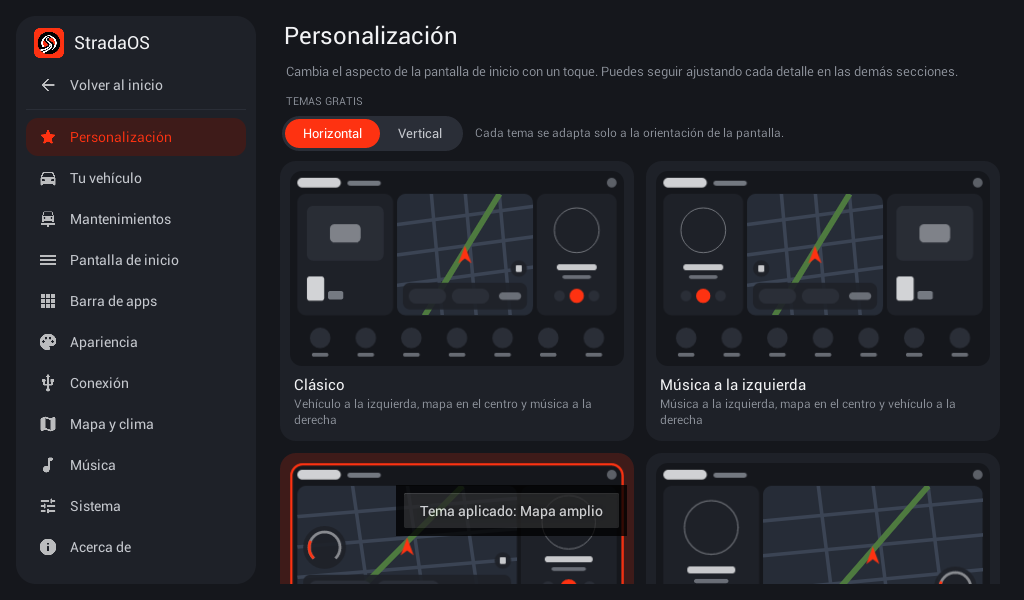 StradaOS
Volver al inicio
Personalización
Tu vehículo
Mantenimientos
Pantalla de inicio
Barra de apps
Apariencia
Conexión
Mapa y clima
Música
Sistema
Acerca de
Personalización
Cambia el aspecto de la pantalla de inicio con un toque. Puedes seguir ajustando cada detalle en las demás secciones.
TEMAS GRATIS
Horizontal
Vertical
Cada tema se adapta solo a la orientación de la pantalla.
Clásico
Vehículo a la izquierda, mapa en el centro y música a la
derecha
Música a la izquierda
Música a la izquierda, mapa en el centro y vehículo a la
derecha
Tema aplicado: Mapa amplio